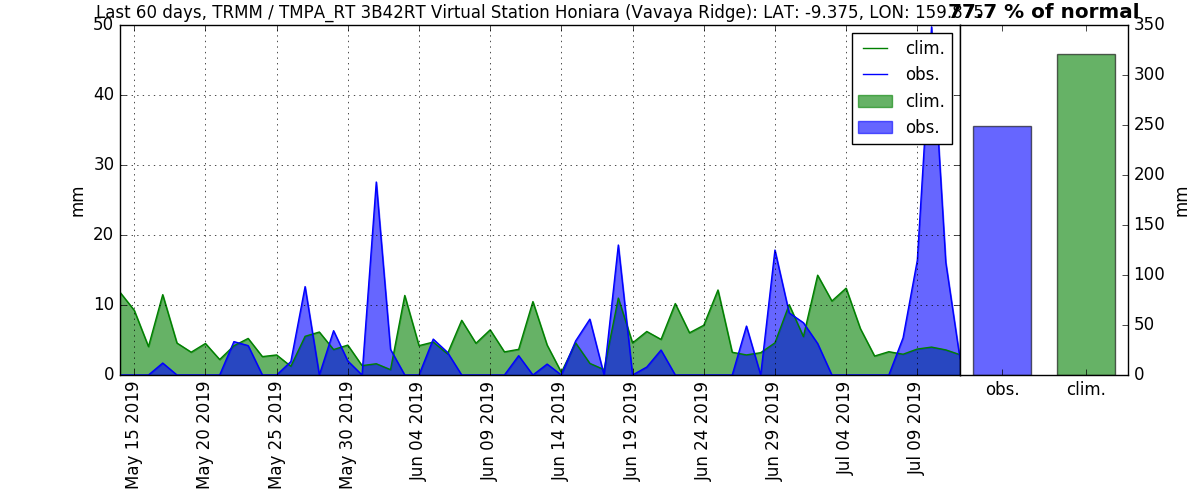 Last 60 days, TRMM / TMPA_RT 3B42RT Virtual Station Honiara (Vavaya Ridge): LAT: -9.375, LON: 159.875
77.7 % of normal
50
40
30
20
10
0
mm
clim.
obs.
clim.
obs.
350
300
250
200
150
100
50
0
mm
May 15 2019
May 20 2019
May 25 2019
May 30 2019
Jun 04 2019
Jun 09 2019
Jun 14 2019
Jun 19 2019
Jun 24 2019
Jun 29 2019
Jul 04 2019
Jul 09 2019
obs.
clim.